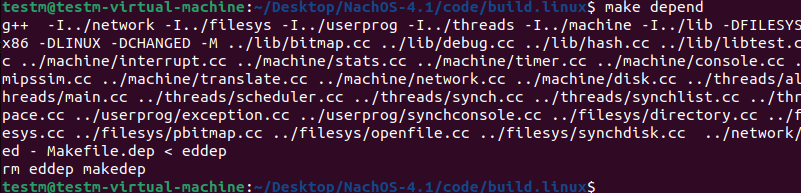 testm@testm-virtual-machine:~/Desktop/NachOS-4.1/code/build.linux$ make depend
g++  -I../network -I../filesys -I../userprog -I../threads -I../machine -I../lib -DFILESYS
x86 -DLINUX -DCHANGED -M ../lib/bitmap.cc ../lib/debug.cc ../lib/hash.cc ../lib/libtest.c
c ../machine/interrupt.cc ../machine/stats.cc ../machine/timer.cc ../machine/console.cc .
mipssim.cc ../machine/translate.cc ../machine/network.cc ../machine/disk.cc ../threads/al
hreads/main.cc ../threads/scheduler.cc ../threads/synch.cc ../threads/synchlist.cc ../thr
pace.cc ../userprog/exception.cc ../userprog/synchconsole.cc ../filesys/directory.cc ../f
esys.cc ../filesys/pbitmap.cc ../filesys/openfile.cc ../filesys/synchdisk.cc  ../network/
ed - Makefile.dep < eddep
rm eddep makedep
testm@testm-virtual-machine:~/Desktop/NachOS-4.1/code/build.linux$